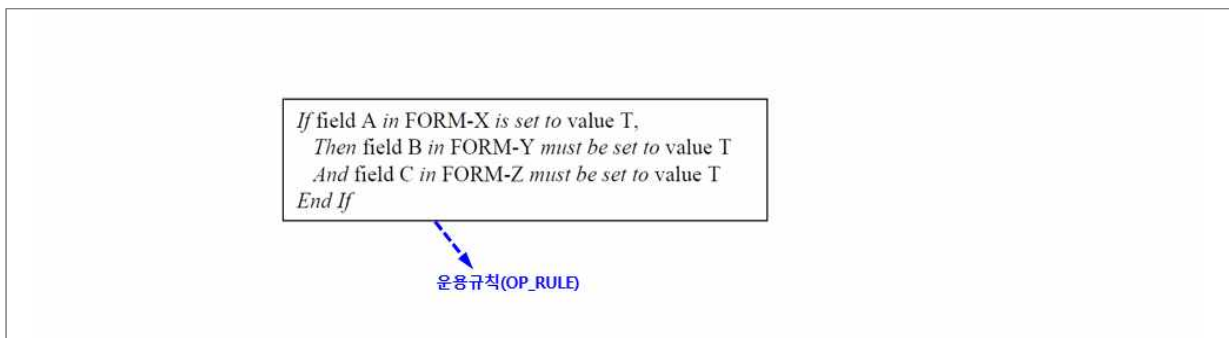 If field A in FORM-X is set to value T,
Then field B in FORM-Y must be set to value T
And field C in FORM-Z must be set to value T
End If
운용규칙(OP_RULE)